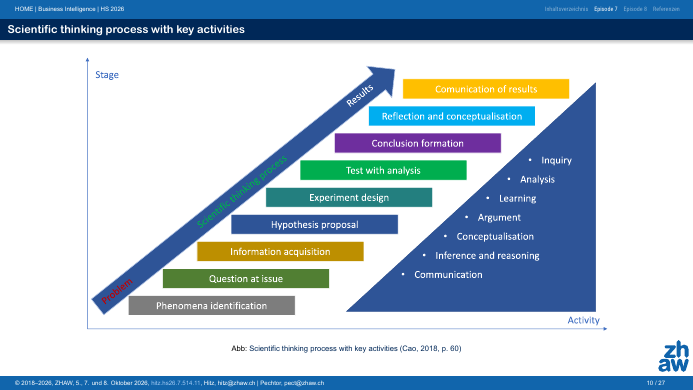 HOME | Business Intelligence | HS 2026
Inhaltsverzeichnis Episode 7 Episode 8 Referenzen
Scientific thinking process with key activities
Stage
Results
Scientific thinking process
Problem
Comunication of results
Reflection and conceptualisation
Conclusion formation
Test with analysis
Experiment design
Hypothesis proposal
Information acquisition
Question at issue
Phenomena identification
• Inquiry
• Analysis
• Learning
• Argument
• Conceptualisation
• Inference and reasoning
• Communication
Activity
Abb: Scientific thinking process with key activities (Cao, 2018, p. 60)
zh
aw
© 2018–2026, ZHAW, 5., 7. und 8. Oktober 2026, hitz.hs26.7.514.11, Hitz, hitz@zhaw.ch | Pechtor, pect@zhaw.ch
10 / 27